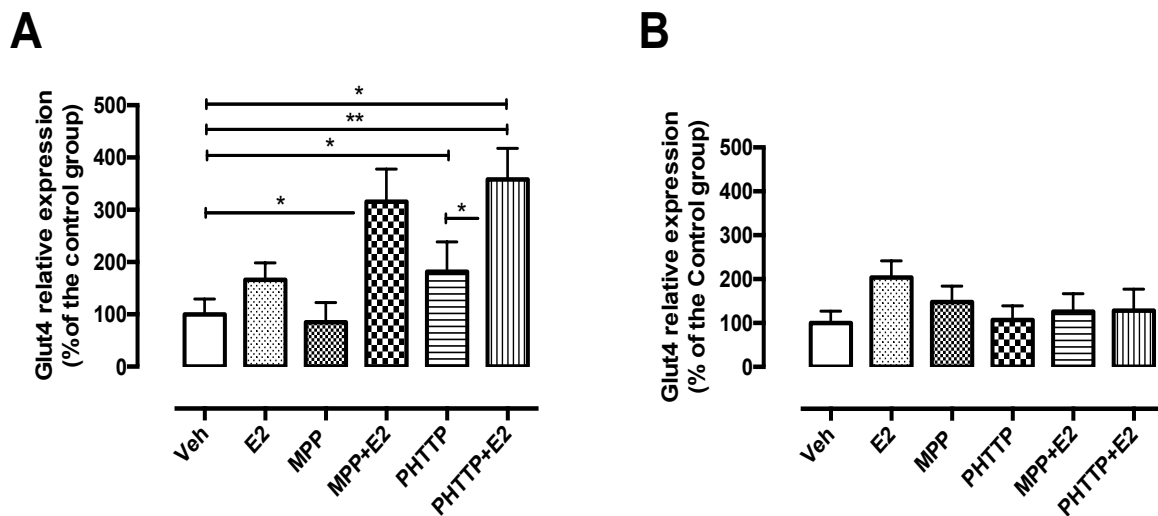 A
Glut4 relative expression
(%of the control group)
500
400
300
200
100
0
*
**
*
*
*
Veh
E2
MPP
MPP+E2
PHTTP
PHTTP+E2
B
Glut4 relative expression
(% of the Control group)
500
400
300
200
100
0
Veh
E2
MPP
PHTTP
MPP+E2
PHTTP+E2